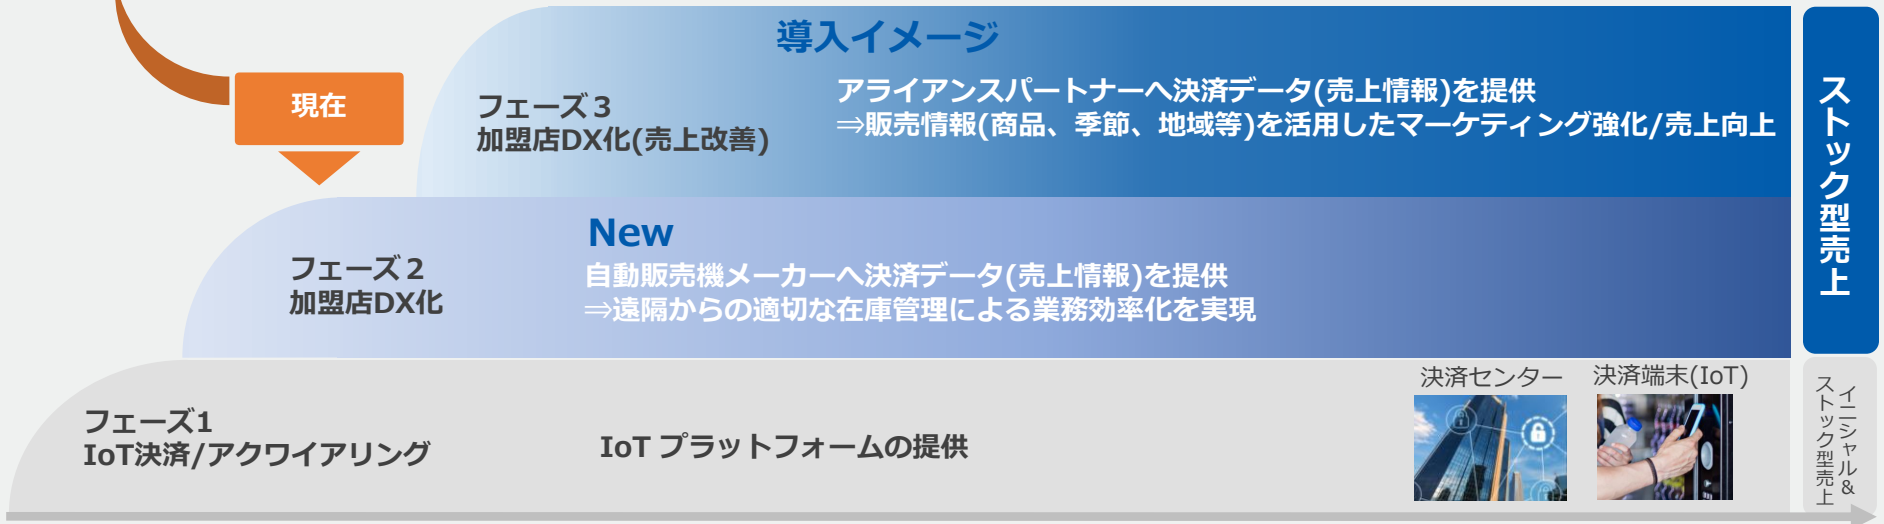 導入イメージ
現在
フェーズ３
加盟店DX化(売上改善)
アライアンスパートナーへ決済データ(売上情報)を提供
⇒販売情報(商品、季節、地域等)を活用したマーケティング強化/売上向上
ストック型売上
New
フェーズ２
加盟店DX化
自動販売機メーカーへ決済データ(売上情報)を提供
⇒遠隔からの適切な在庫管理による業務効率化を実現
フェーズ1
IoT決済/アクワイアリング
IoT プラットフォームの提供
決済センター
決済端末(IoT)
イニシャル&
ストック型売上